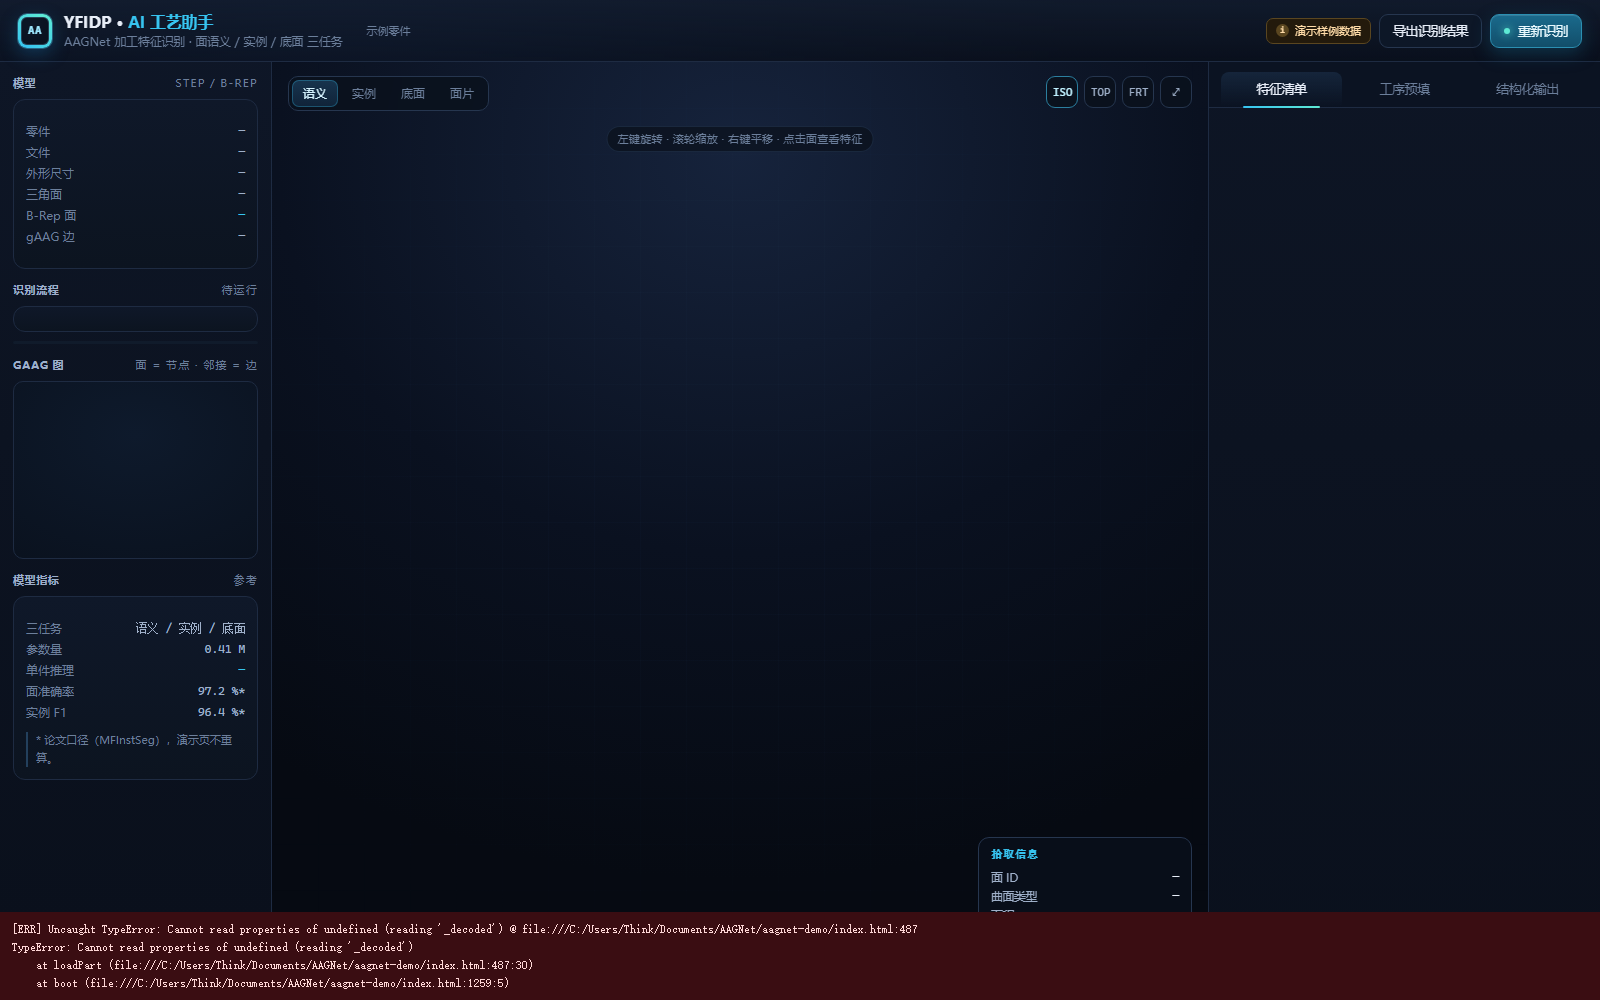 AA
YFIDP • AI 工艺助手
AAGNet 加工特征识别 · 面语义 / 实例 / 底面 三任务
示例零件
i 演示样例数据
导出识别结果
重新识别
模型 STEP / B-REP
零件 —
文件 —
外形尺寸 —
三角面 —
B-Rep 面 —
gAAG 边 —
识别流程 待运行
GAAG 图 面 = 节点 · 邻接 = 边
模型指标 参考
三任务 语义 / 实例 / 底面
参数量 0.41 M
单件推理 —
面准确率 97.2 %*
实例 F1 96.4 %*
* 论文口径（MFInstSeg），演示页不重
算。
语义 实例 底面 面片
ISO TOP FRT ⤢
左键旋转 · 滚轮缩放 · 右键平移 · 点击面查看特征
拾取信息
面 ID —
曲面类型 —
特征清单 工序预填 结构化输出
[ERR] Uncaught TypeError: Cannot read properties of undefined (reading '_decoded') @ file:///C:/Users/Think/Documents/AAGNet/aagnet-demo/index.html:487
TypeError: Cannot read properties of undefined (reading '_decoded')
at loadPart (file:///C:/Users/Think/Documents/AAGNet/aagnet-demo/index.html:487:30)
at boot (file:///C:/Users/Think/Documents/AAGNet/aagnet-demo/index.html:1259:5)